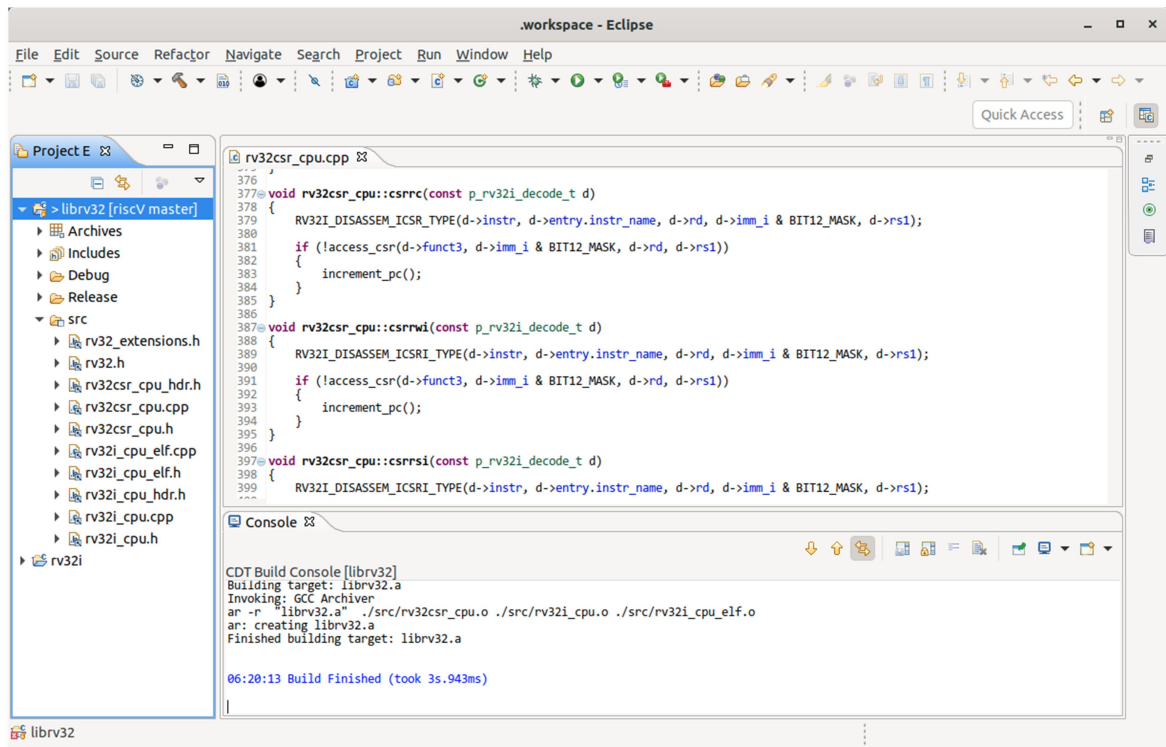 .workspace - Eclipse
File Edit Source Refactor Navigate Search Project Run Window Help
Quick Access
Project E
> librv32 [riscV master]
Archives
Includes
Debug
Release
src
rv32_extensions.h
rv32.h
rv32csr_cpu_hdr.h
rv32csr_cpu.cpp
rv32csr_cpu.h
rv32i_cpu_elf.cpp
rv32i_cpu_elf.h
rv32i_cpu_hdr.h
rv32i_cpu.cpp
rv32i_cpu.h
rv32i
rv32csr_cpu.cpp
376
377 void rv32csr_cpu::csrrc(const p_rv32i_decode_t d)
378 {
379 RV32I_DISASSEM_ICSR_TYPE(d->instr, d->entry.instr_name, d->rd, d->imm_i & BIT12_MASK, d->rs1);
380
381 if (!access_csr(d->funct3, d->imm_i & BIT12_MASK, d->rd, d->rs1))
382 {
383 increment_pc();
384 }
385 }
386
387 void rv32csr_cpu::csrrwi(const p_rv32i_decode_t d)
388 {
389 RV32I_DISASSEM_ICSRI_TYPE(d->instr, d->entry.instr_name, d->rd, d->imm_i & BIT12_MASK, d->rs1);
390
391 if (!access_csr(d->funct3, d->imm_i & BIT12_MASK, d->rd, d->rs1))
392 {
393 increment_pc();
394 }
395 }
396
397 void rv32csr_cpu::csrrsi(const p_rv32i_decode_t d)
398 {
399 RV32I_DISASSEM_ICSRI_TYPE(d->instr, d->entry.instr_name, d->rd, d->imm_i & BIT12_MASK, d->rs1);
Console
CDT Build Console [librv32]
Building target: librv32.a
Invoking: GCC Archiver
ar -r "librv32.a" ./src/rv32csr_cpu.o ./src/rv32i_cpu.o ./src/rv32i_cpu_elf.o
ar: creating librv32.a
Finished building target: librv32.a
06:20:13 Build Finished (took 3s.943ms)
librv32